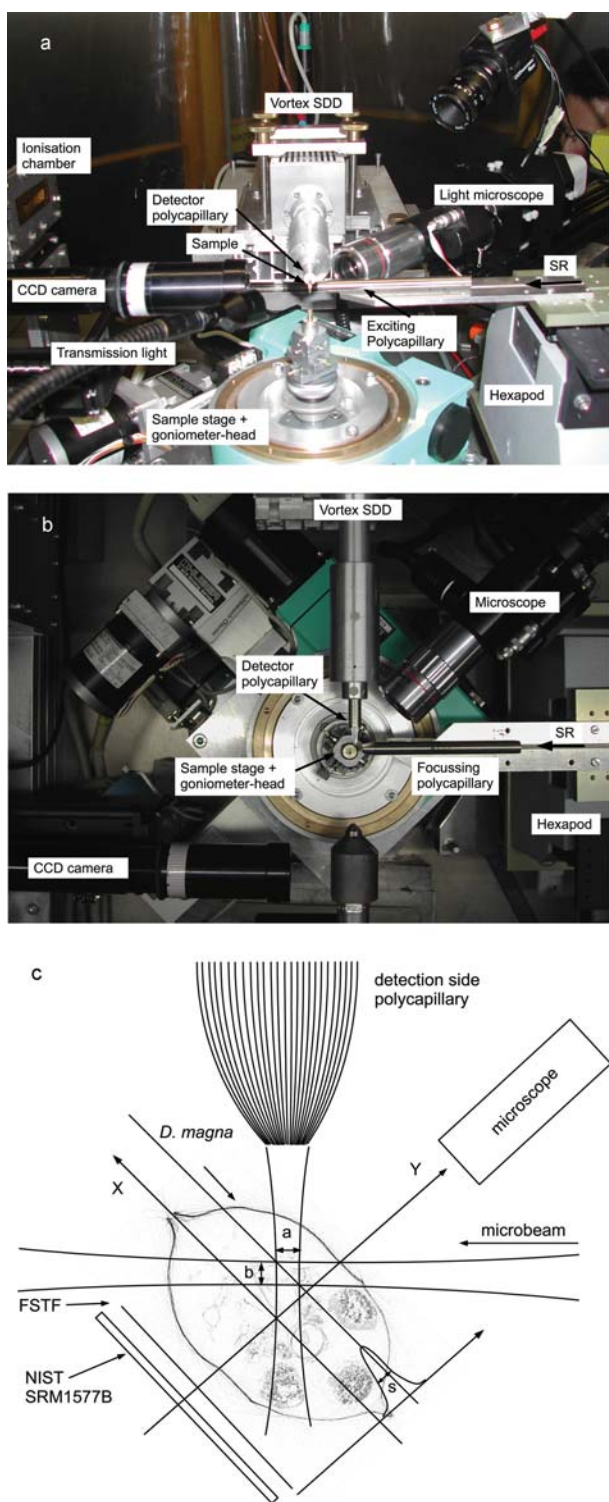 a
Vortex SDD
Ionisation
chamber
Detector
polycapillary
Light microscope
Sample
SR
CCD camera
Exciting
Polycapillary
Transmission light
Hexapod
Sample stage +
goniometer-head
b
Vortex SDD
Microscope
Detector
polycapillary
SR
Sample stage +
goniometer-head
Focussing
polycapillary
Hexapod
CCD camera
c
detection side
polycapillary
microscope
D. magna
Y
X
a
microbeam
b
FSTF
NIST
SRM1577B
s